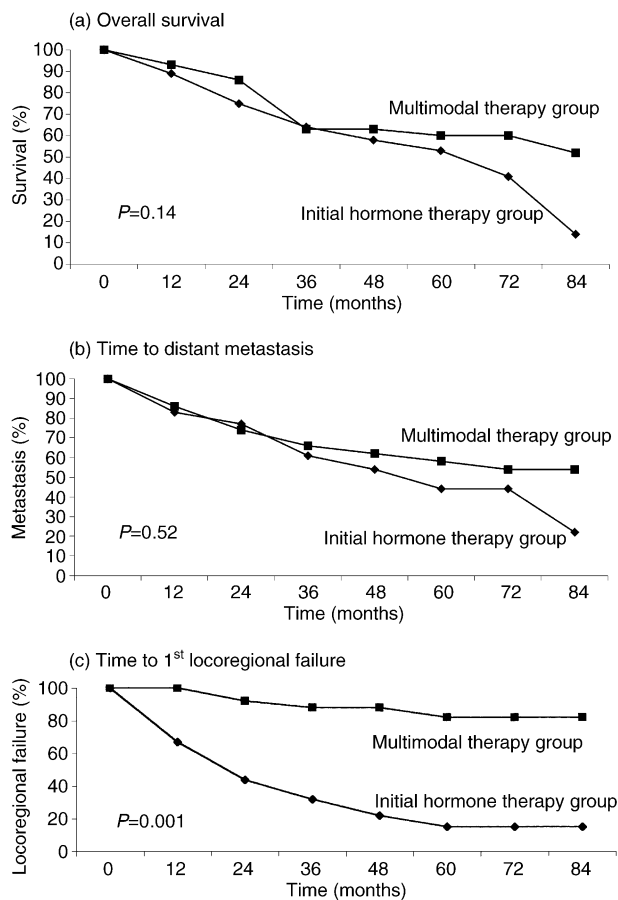 (a) Overall survival
100
90
80
70
60
50
40
30
20
10
0
Survival (%)
Multimodal therapy group
Initial hormone therapy group
P=0.14
0 12 24 36 48 60 72 84
Time (months)
(b) Time to distant metastasis
100
90
80
70
60
50
40
30
20
10
0
Metastasis (%)
Multimodal therapy group
Initial hormone therapy group
P=0.52
0 12 24 36 48 60 72 84
Time (months)
(c) Time to 1st locoregional failure
100
80
60
40
20
0
Locoregional failure (%)
Multimodal therapy group
Initial hormone therapy group
P=0.001
0 12 24 36 48 60 72 84
Time (months)